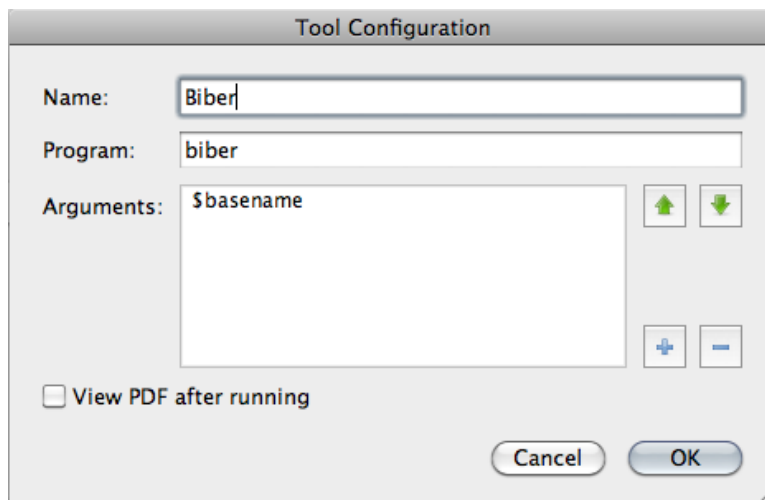 Tool Configuration
Name: Biber
Program: biber
Arguments: $basename
View PDF after running
Cancel OK